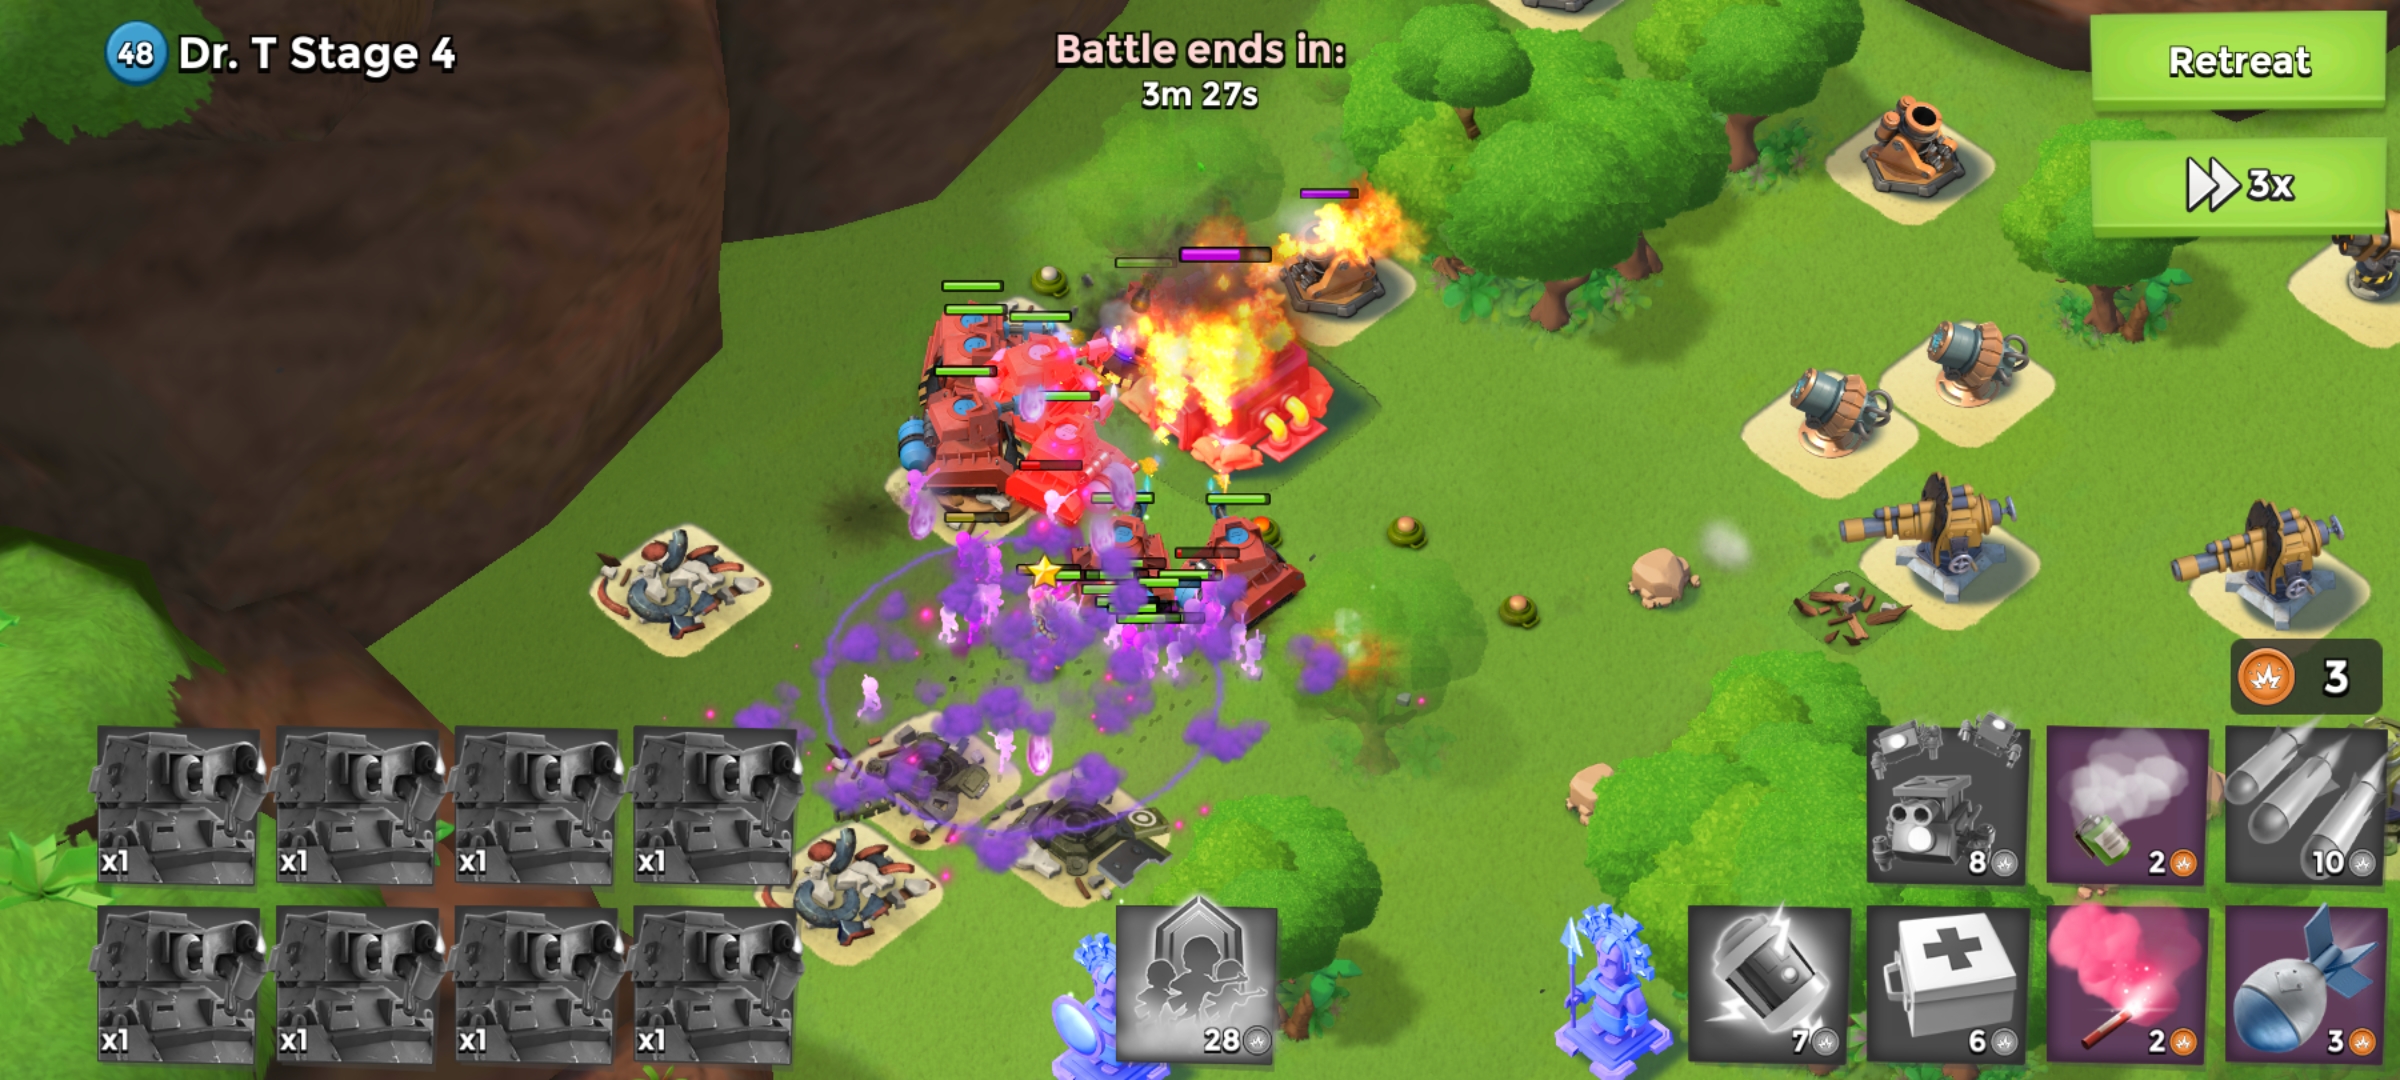 48 Dr. T Stage 4
Battle ends in:
3m 27s
Retreat
3x
3
8
2
10
x1
x1
x1
x1
28
7
6
2
3
x1
x1
x1
x1